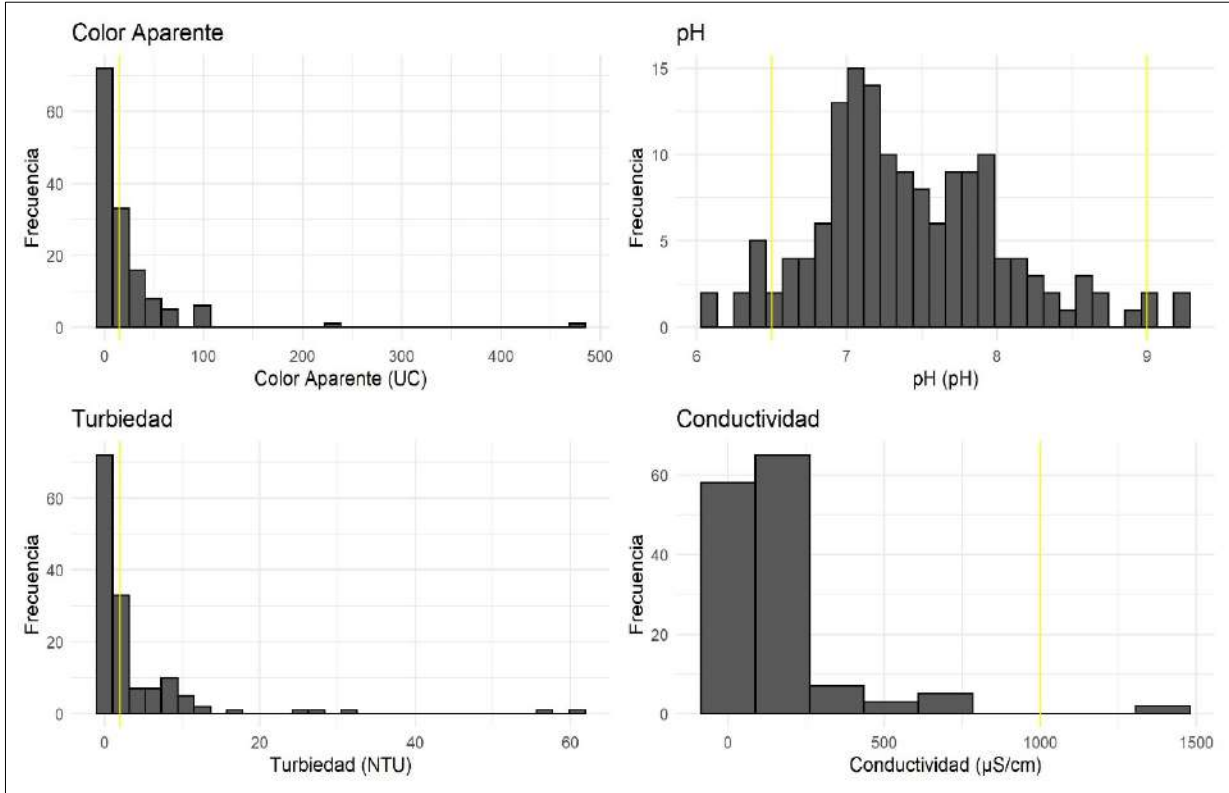 Color Aparente
Frecuencia
60
40
20
0
0 100 200 300 400 500
Color Aparente (UC)
pH
Frecuencia
15
10
5
0
6 7 8 9
pH (pH)
Turbiedad
Frecuencia
60
40
20
0
0 20 40 60
Turbiedad (NTU)
Conductividad
Frecuencia
60
40
20
0
0 500 1000 1500
Conductividad (µS/cm)